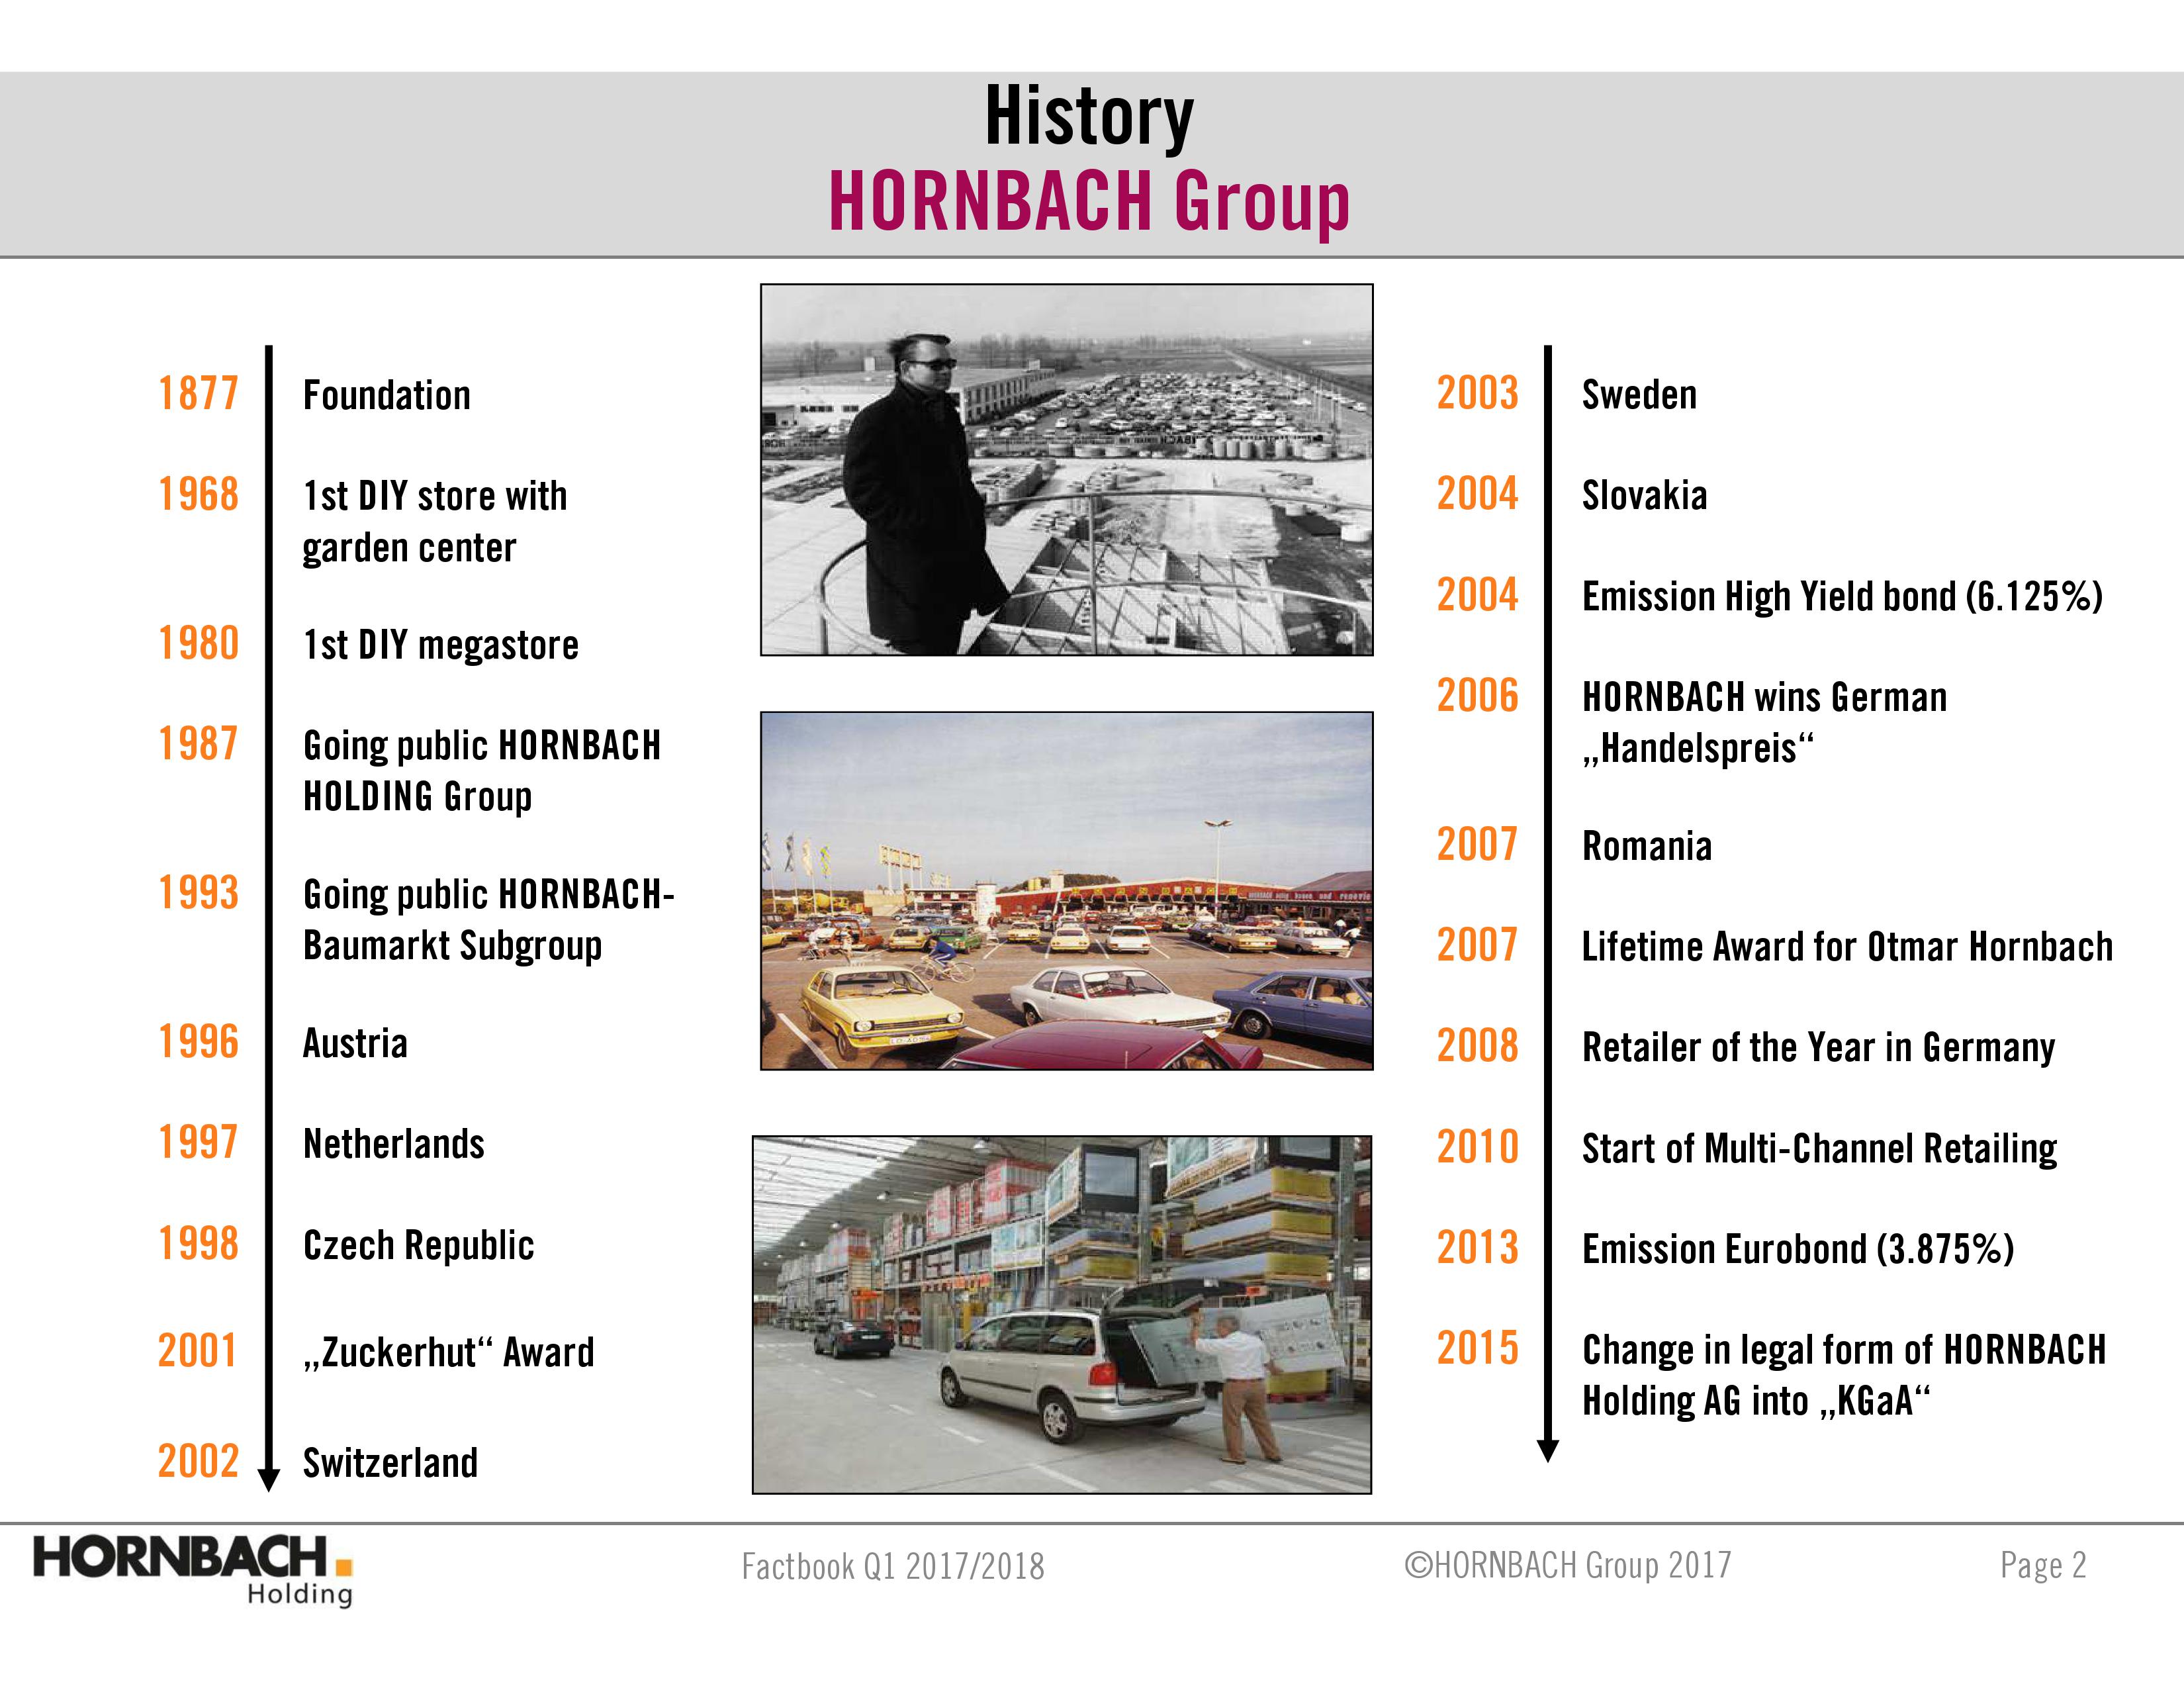 History
HORNBACH Group
1877 Foundation
1968 1st DIY store with
garden center
1980 1st DIY megastore
1987 Going public HORNBACH
HOLDING Group
1993 Going public HORNBACH-
Baumarkt Subgroup
1996 Austria
1997 Netherlands
1998 Czech Republic
2001 „Zuckerhut“ Award
2002 Switzerland
2003 Sweden
2004 Slovakia
2004 Emission High Yield bond (6.125%)
2006 HORNBACH wins German
„Handelspreis“
2007 Romania
2007 Lifetime Award for Otmar Hornbach
2008 Retailer of the Year in Germany
2010 Start of Multi-Channel Retailing
2013 Emission Eurobond (3.875%)
2015 Change in legal form of HORNBACH
Holding AG into „KGaA“
HORNBACH
Holding
Factbook Q1 2017/2018
©HORNBACH Group 2017
Page 2